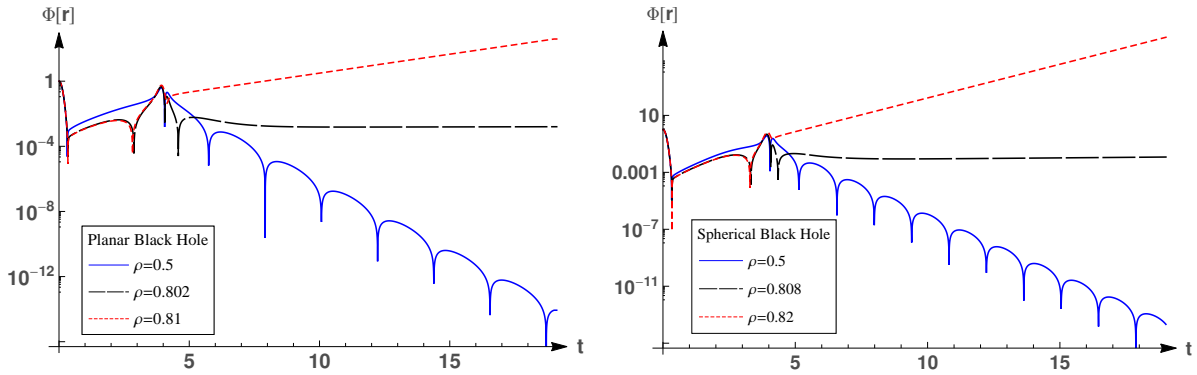 Φ[r]
1
10⁻⁴
10⁻⁸
10⁻¹²
Planar Black Hole
ρ=0.5
ρ=0.802
ρ=0.81
5
10
15
t
Φ[r]
10
0.001
10⁻⁷
10⁻¹¹
Spherical Black Hole
ρ=0.5
ρ=0.808
ρ=0.82
5
10
15
t